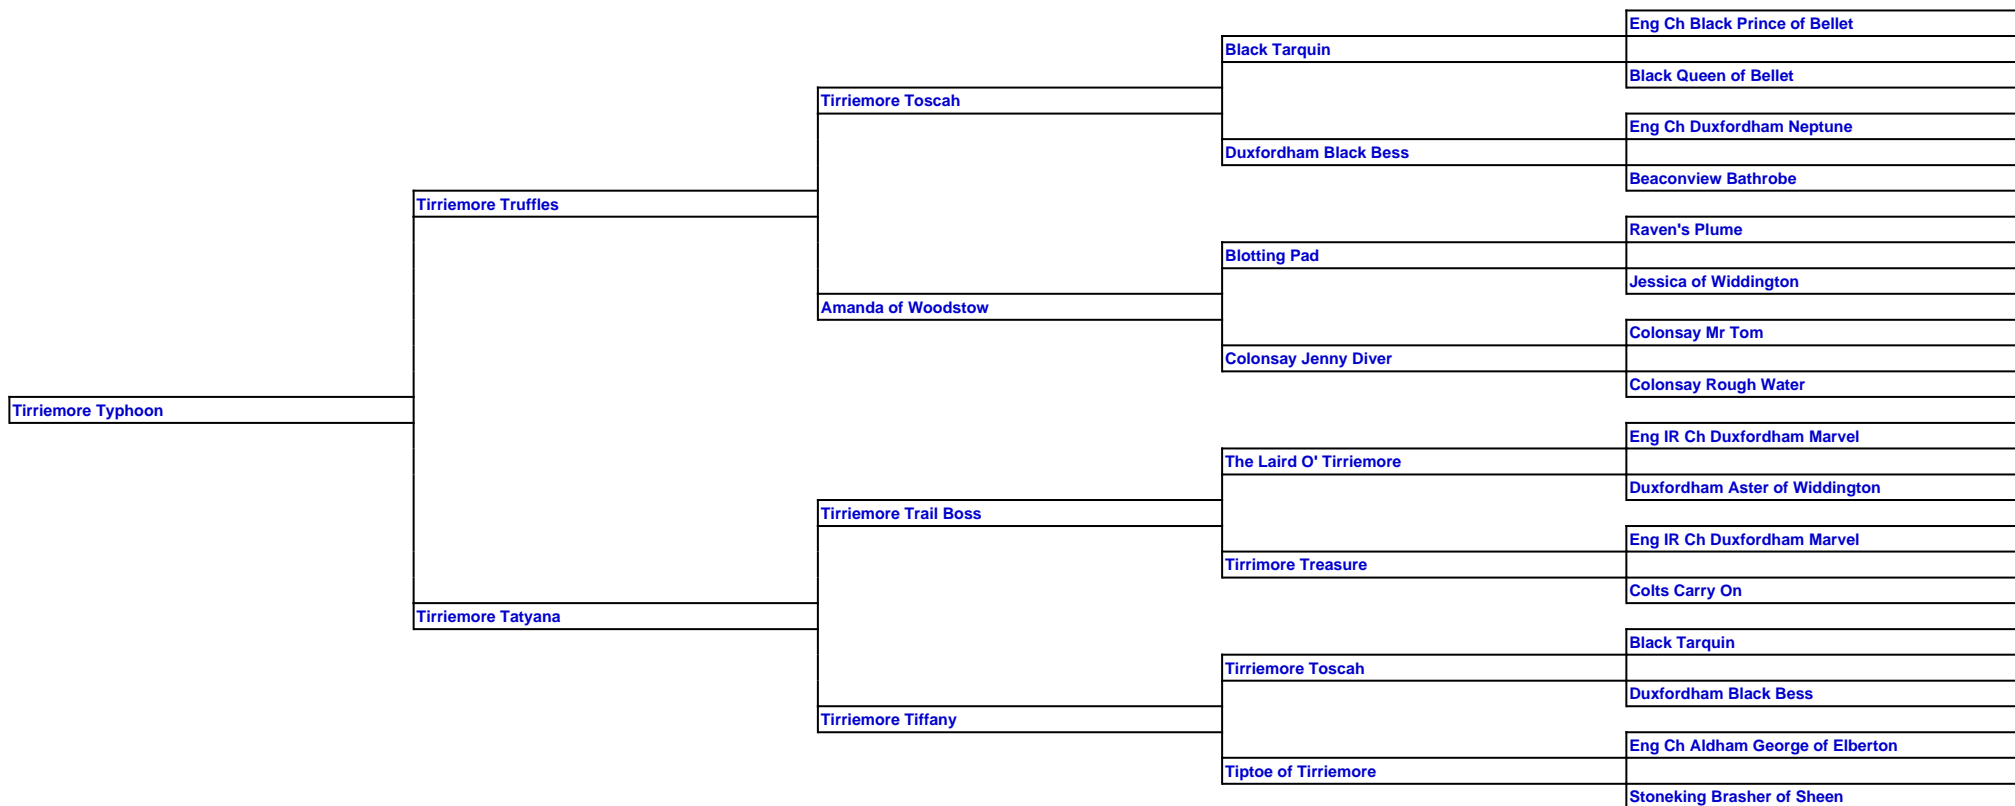 Eng Ch Black Prince of Bellet
Black Tarquin
Black Queen of Bellet
Tirriemore Toscah
Eng Ch Duxfordham Neptune
Duxfordham Black Bess
Beaconview Bathrobe
Tirriemore Truffles
Raven's Plume
Blotting Pad
Jessica of Widdington
Amanda of Woodstow
Colonsay Mr Tom
Colonsay Jenny Diver
Colonsay Rough Water
Tirriemore Typhoon
Eng IR Ch Duxfordham Marvel
The Laird O' Tirriemore
Duxfordham Aster of Widdington
Tirriemore Trail Boss
Eng IR Ch Duxfordham Marvel
Tirrimore Treasure
Colts Carry On
Tirriemore Tatyana
Black Tarquin
Tirriemore Toscah
Duxfordham Black Bess
Tirriemore Tiffany
Eng Ch Aldham George of Elberton
Tiptoe of Tirriemore
Stoneking Brasher of Sheen